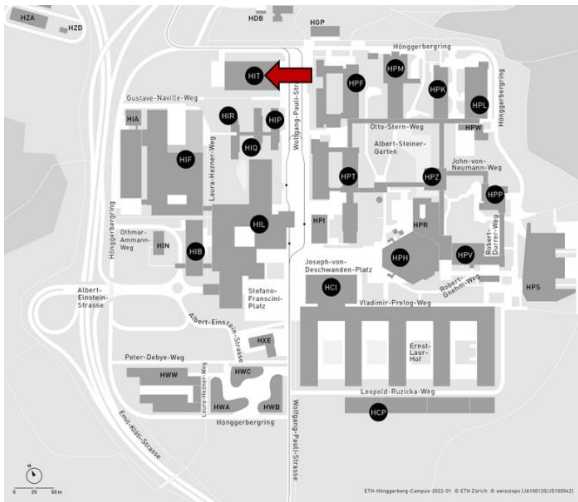 HZA
HZD
HDB
HGP
Hönggerbergring
HIT
HPF
HPM
HPK
HPL
Hönggerbergring
Gustave-Naville-Weg
HIA
HIR
HIP
Wolfgang-Pauli-Stra
Otto-Stern-Weg
HPW
HIF
Laura-Hezner-Weg
HIQ
Albert-Steiner-
Garten
John-von-
Neumann-Weg
HPT
HPZ
HPP
Hönggerbergring
Othmar-
Ammann-
Weg
HIN
HIB
HIL
HFI
HPR
Robert-
Durrer-Weg
HPH
HPV
Joseph-von-
Deschwanden-Platz
Robert-
Gnehm-Weg
HPS
Albert-
Einstein-
Strasse
Stefano-
Franscini-
Platz
HCI
Vladimir-Prelog-Weg
Albert-Einstein-Strasse
HXE
Ernst-
Laur-
Hof
Peter-Debye-Weg
HWW
Laura-Hezner-Weg
HWC
HWA
HWB
Leopold-Ruzicka-Weg
Hönggerbergring
HCP
Emil-Klöti-Strasse
Wolfgang-Pauli-Strasse
N
0 25 50 m